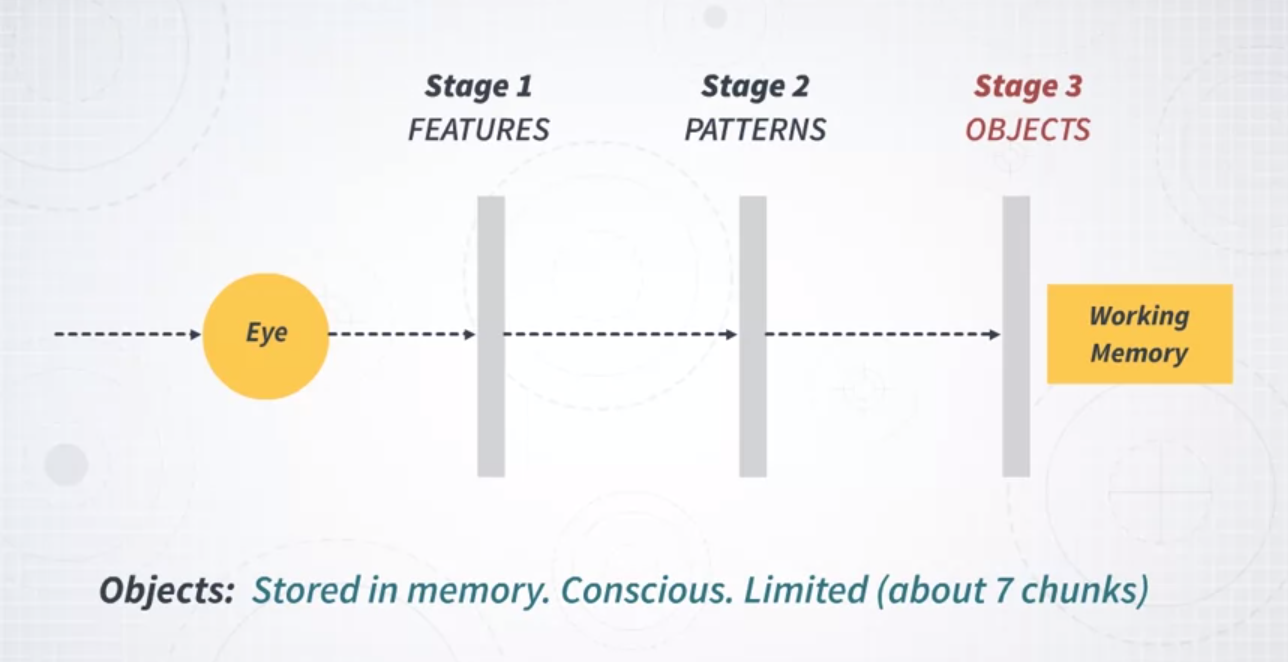 Stage 1
FEATURES
Stage 2
PATTERNS
Stage 3
OBJECTS
Eye
Working
Memory
Objects: Stored in memory. Conscious. Limited (about 7 chunks)